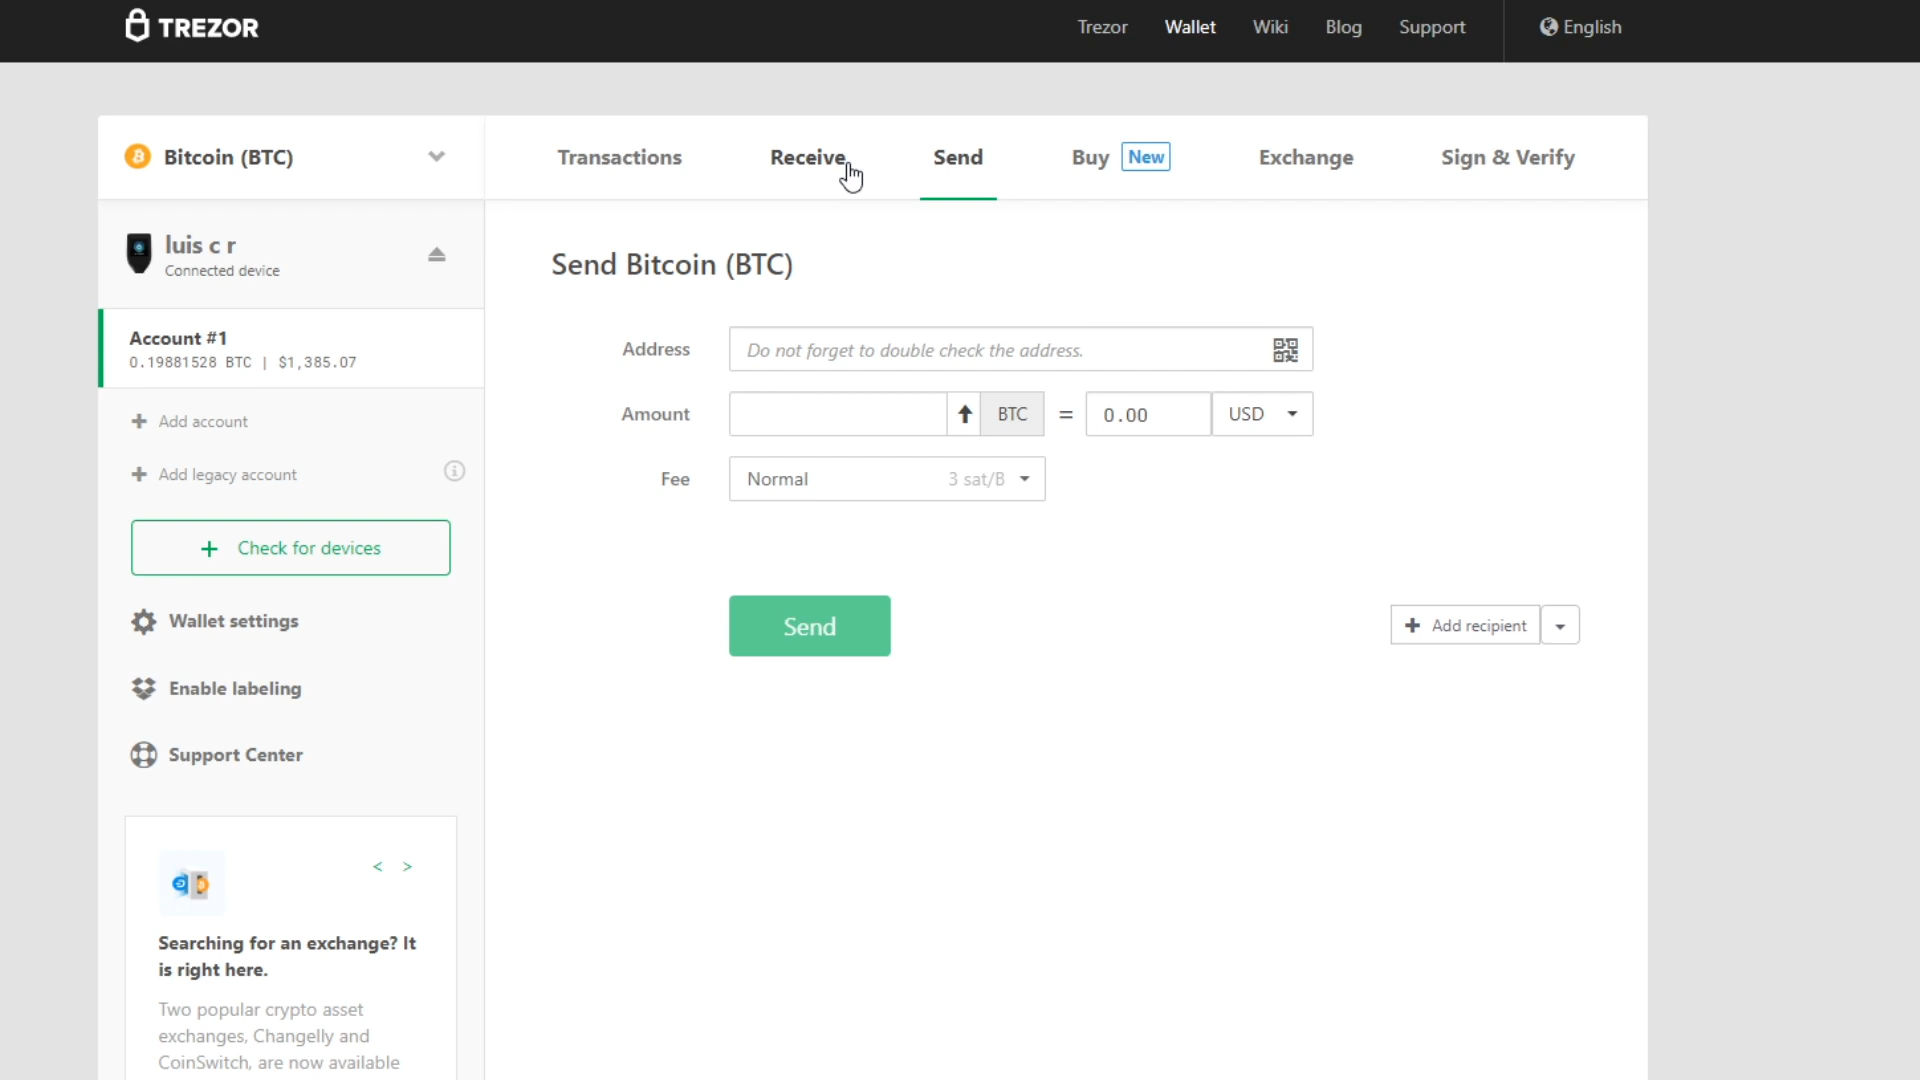 TREZOR
Trezor Wallet Wiki Blog Support English
Bitcoin (BTC)
Transactions Receive Send Buy New Exchange Sign & Verify
luis c r
Connected device
Account #1
0.19881528 BTC | $1,385.07
Add account
Add legacy account
Check for devices
Wallet settings
Enable labeling
Support Center
Searching for an exchange? It
is right here.
Two popular crypto asset
exchanges, Changelly and
CoinSwitch, are now available
Send Bitcoin (BTC)
Address Do not forget to double check the address.
Amount BTC = 0.00 USD
Fee Normal 3 sat/B
Send
Add recipient